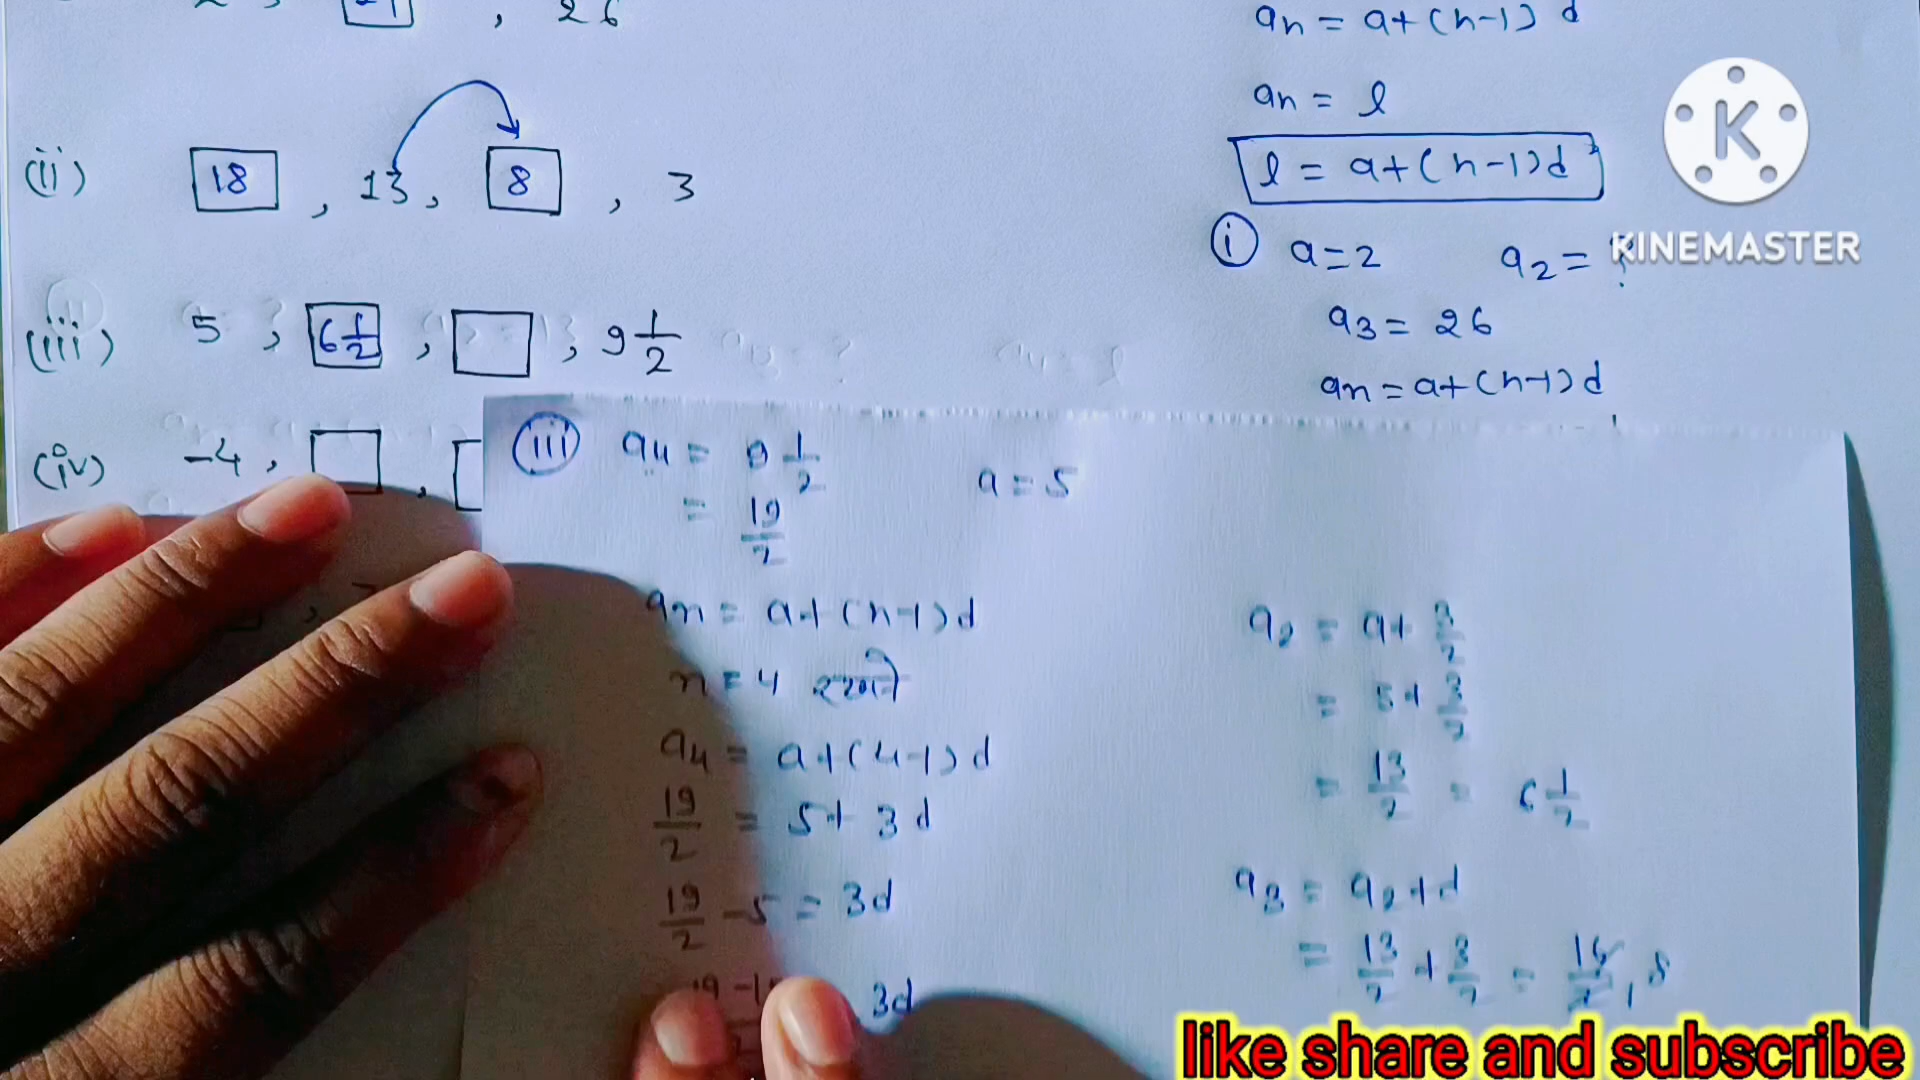 , 26
(ii) 18 , 13 , 8 , 3
(iii) 5 , 6 1/2 , , 9 1/2
(iv) -4 , ,
an = a+(n-1) d
an = l
l = a+(n-1)d
(i) a=2 a2 = ?
a3 = 26
an = a+(n-1) d
(iii) a4 = 9 1/2 a=5
= 19/2
an = a+(n-1)d
n=4
a4 = a+(4-1)d
19/2 = 5+3d
19/2 -5 = 3d
3d
a2 = a+ 3/2
= 5+ 3/2
= 13/2 = 6 1/2
a3 = a2+d
= 13/2 + 3/2 = 16/2 , 8
KINEMASTER
like share and subscribe